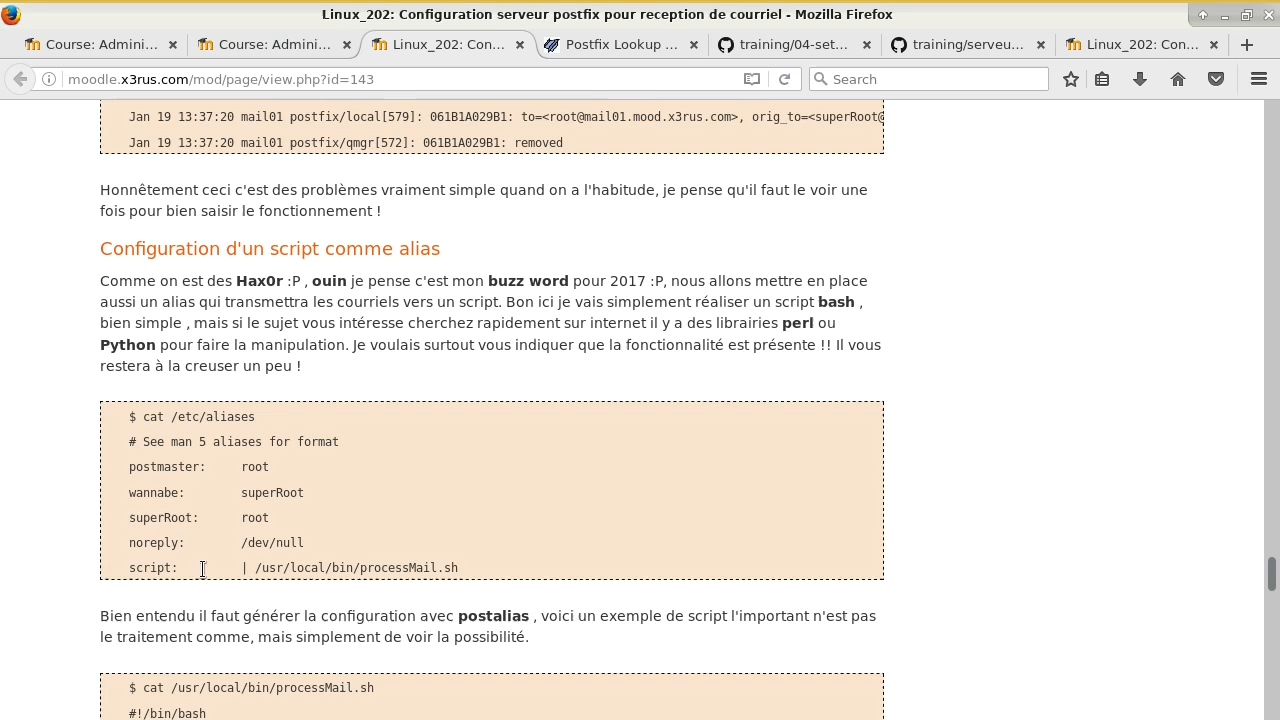 Linux_202: Configuration serveur postfix pour reception de courriel - Mozilla Firefox
Course: Admini...
Course: Admini...
Linux_202: Con...
Postfix Lookup ...
training/04-set...
training/serveu...
Linux_202: Con...
moodle.x3rus.com/mod/page/view.php?id=143
Search
Jan 19 13:37:20 mail01 postfix/local[579]: 061B1A029B1: to=<root@mail01.mood.x3rus.com>, orig_to=<superRoot@
Jan 19 13:37:20 mail01 postfix/qmgr[572]: 061B1A029B1: removed
Honnêtement ceci c'est des problèmes vraiment simple quand on a l'habitude, je pense qu'il faut le voir une
fois pour bien saisir le fonctionnement !
Configuration d'un script comme alias
Comme on est des Hax0r :P , ouin je pense c'est mon buzz word pour 2017 :P, nous allons mettre en place
aussi un alias qui transmettra les courriels vers un script. Bon ici je vais simplement réaliser un script bash ,
bien simple , mais si le sujet vous intéresse cherchez rapidement sur internet il y a des librairies perl ou
Python pour faire la manipulation. Je voulais surtout vous indiquer que la fonctionnalité est présente !! Il vous
restera à la creuser un peu !
$ cat /etc/aliases
# See man 5 aliases for format
postmaster: root
wannabe: superRoot
superRoot: root
noreply: /dev/null
script: | /usr/local/bin/processMail.sh
Bien entendu il faut générer la configuration avec postalias , voici un exemple de script l'important n'est pas
le traitement comme, mais simplement de voir la possibilité.
$ cat /usr/local/bin/processMail.sh
#!/bin/bash